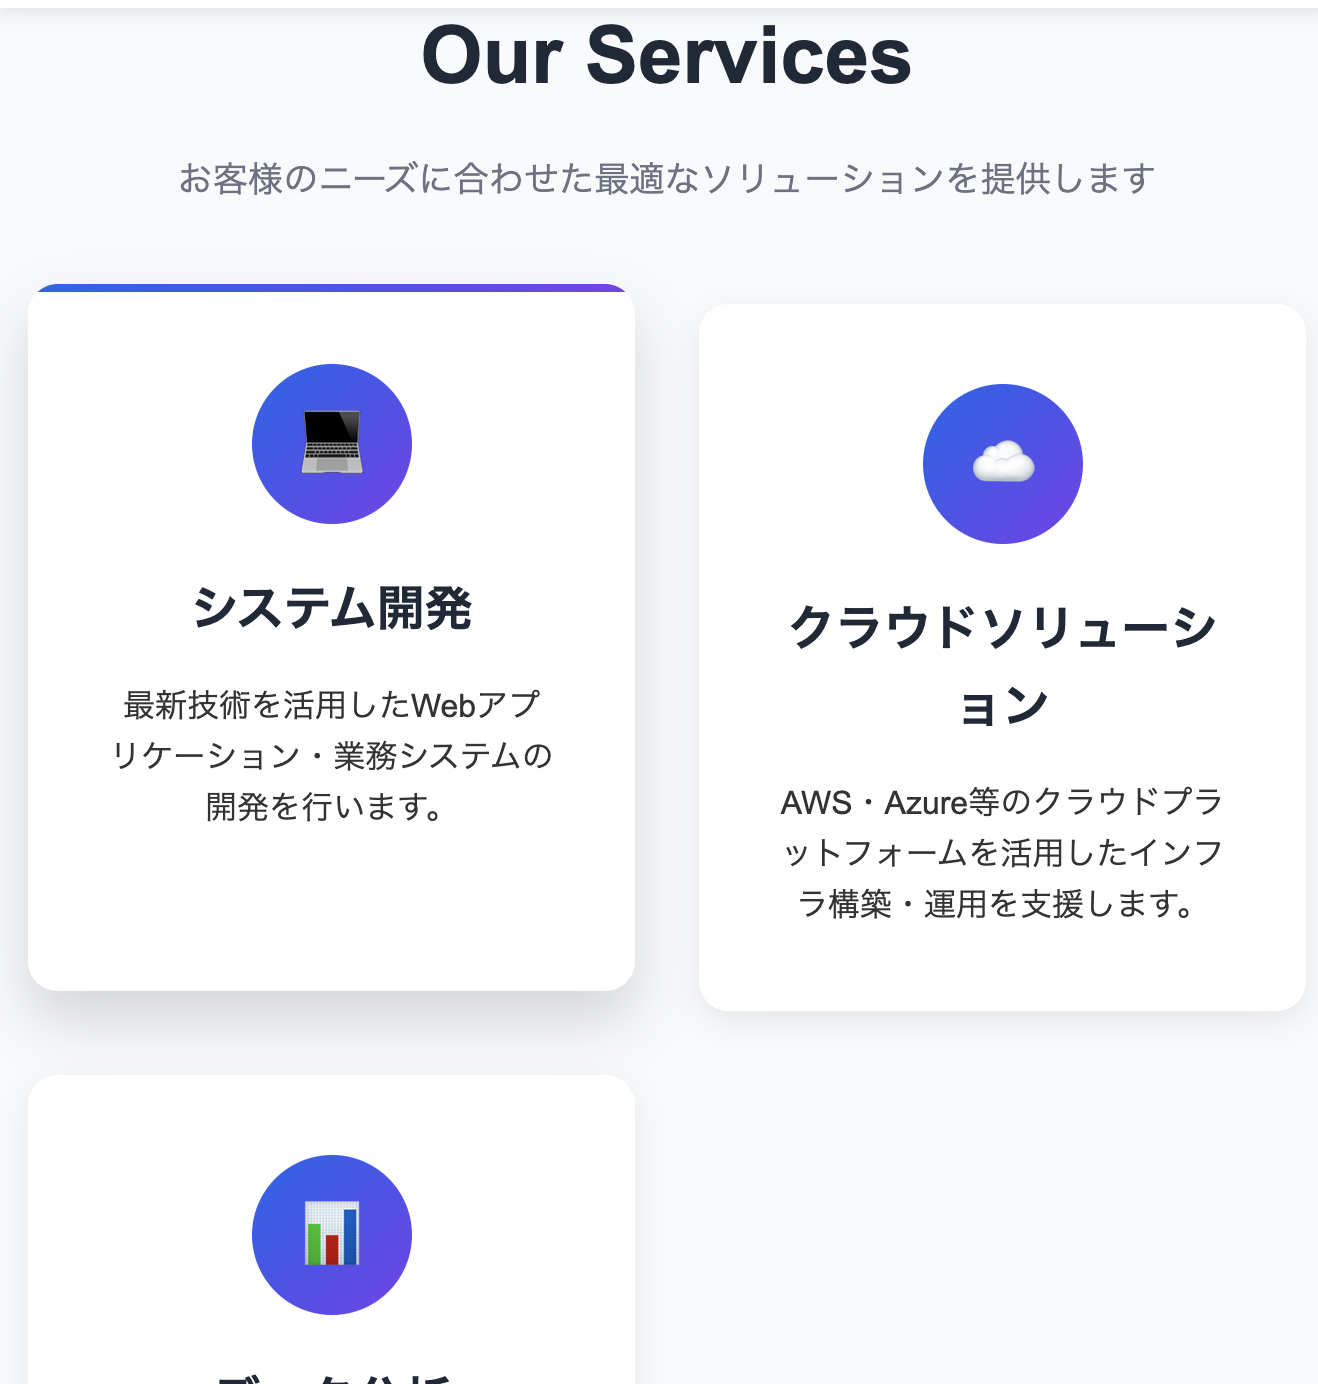 Our Services
お客様のニーズに合わせた最適なソリューションを提供します
システム開発
最新技術を活用したWebアプ
リケーション・業務システムの
開発を行います。
クラウドソリューシ
ョン
AWS・Azure等のクラウドプラ
ットフォームを活用したインフ
ラ構築・運用を支援します。
データ分析